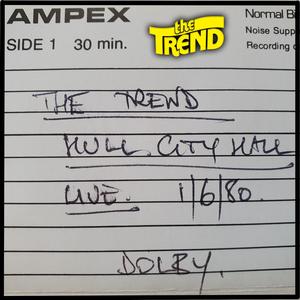 AMPEX
the
TREND
Normal B
SIDE 1 30 min.
Noise Supp
Recording
THE TREND
HULL CITY HALL
LIVE. 1/6/80.
DOLBY.